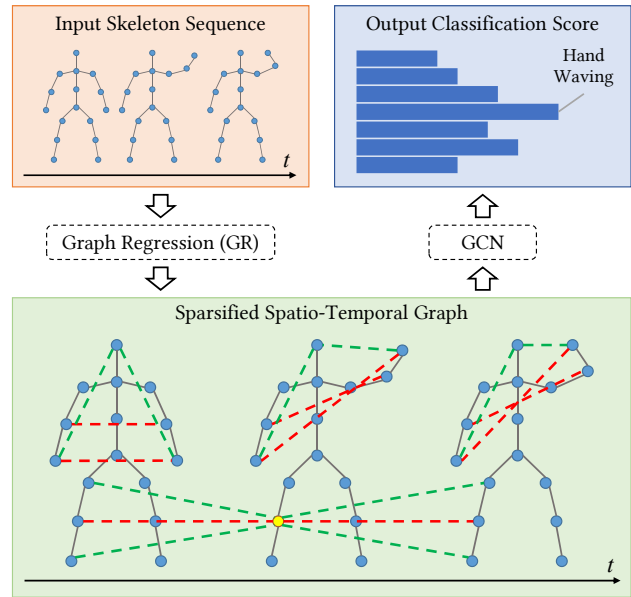 Input Skeleton Sequence
t
Output Classification Score
Hand
Waving
Graph Regression (GR)
GCN
Sparsified Spatio-Temporal Graph
t